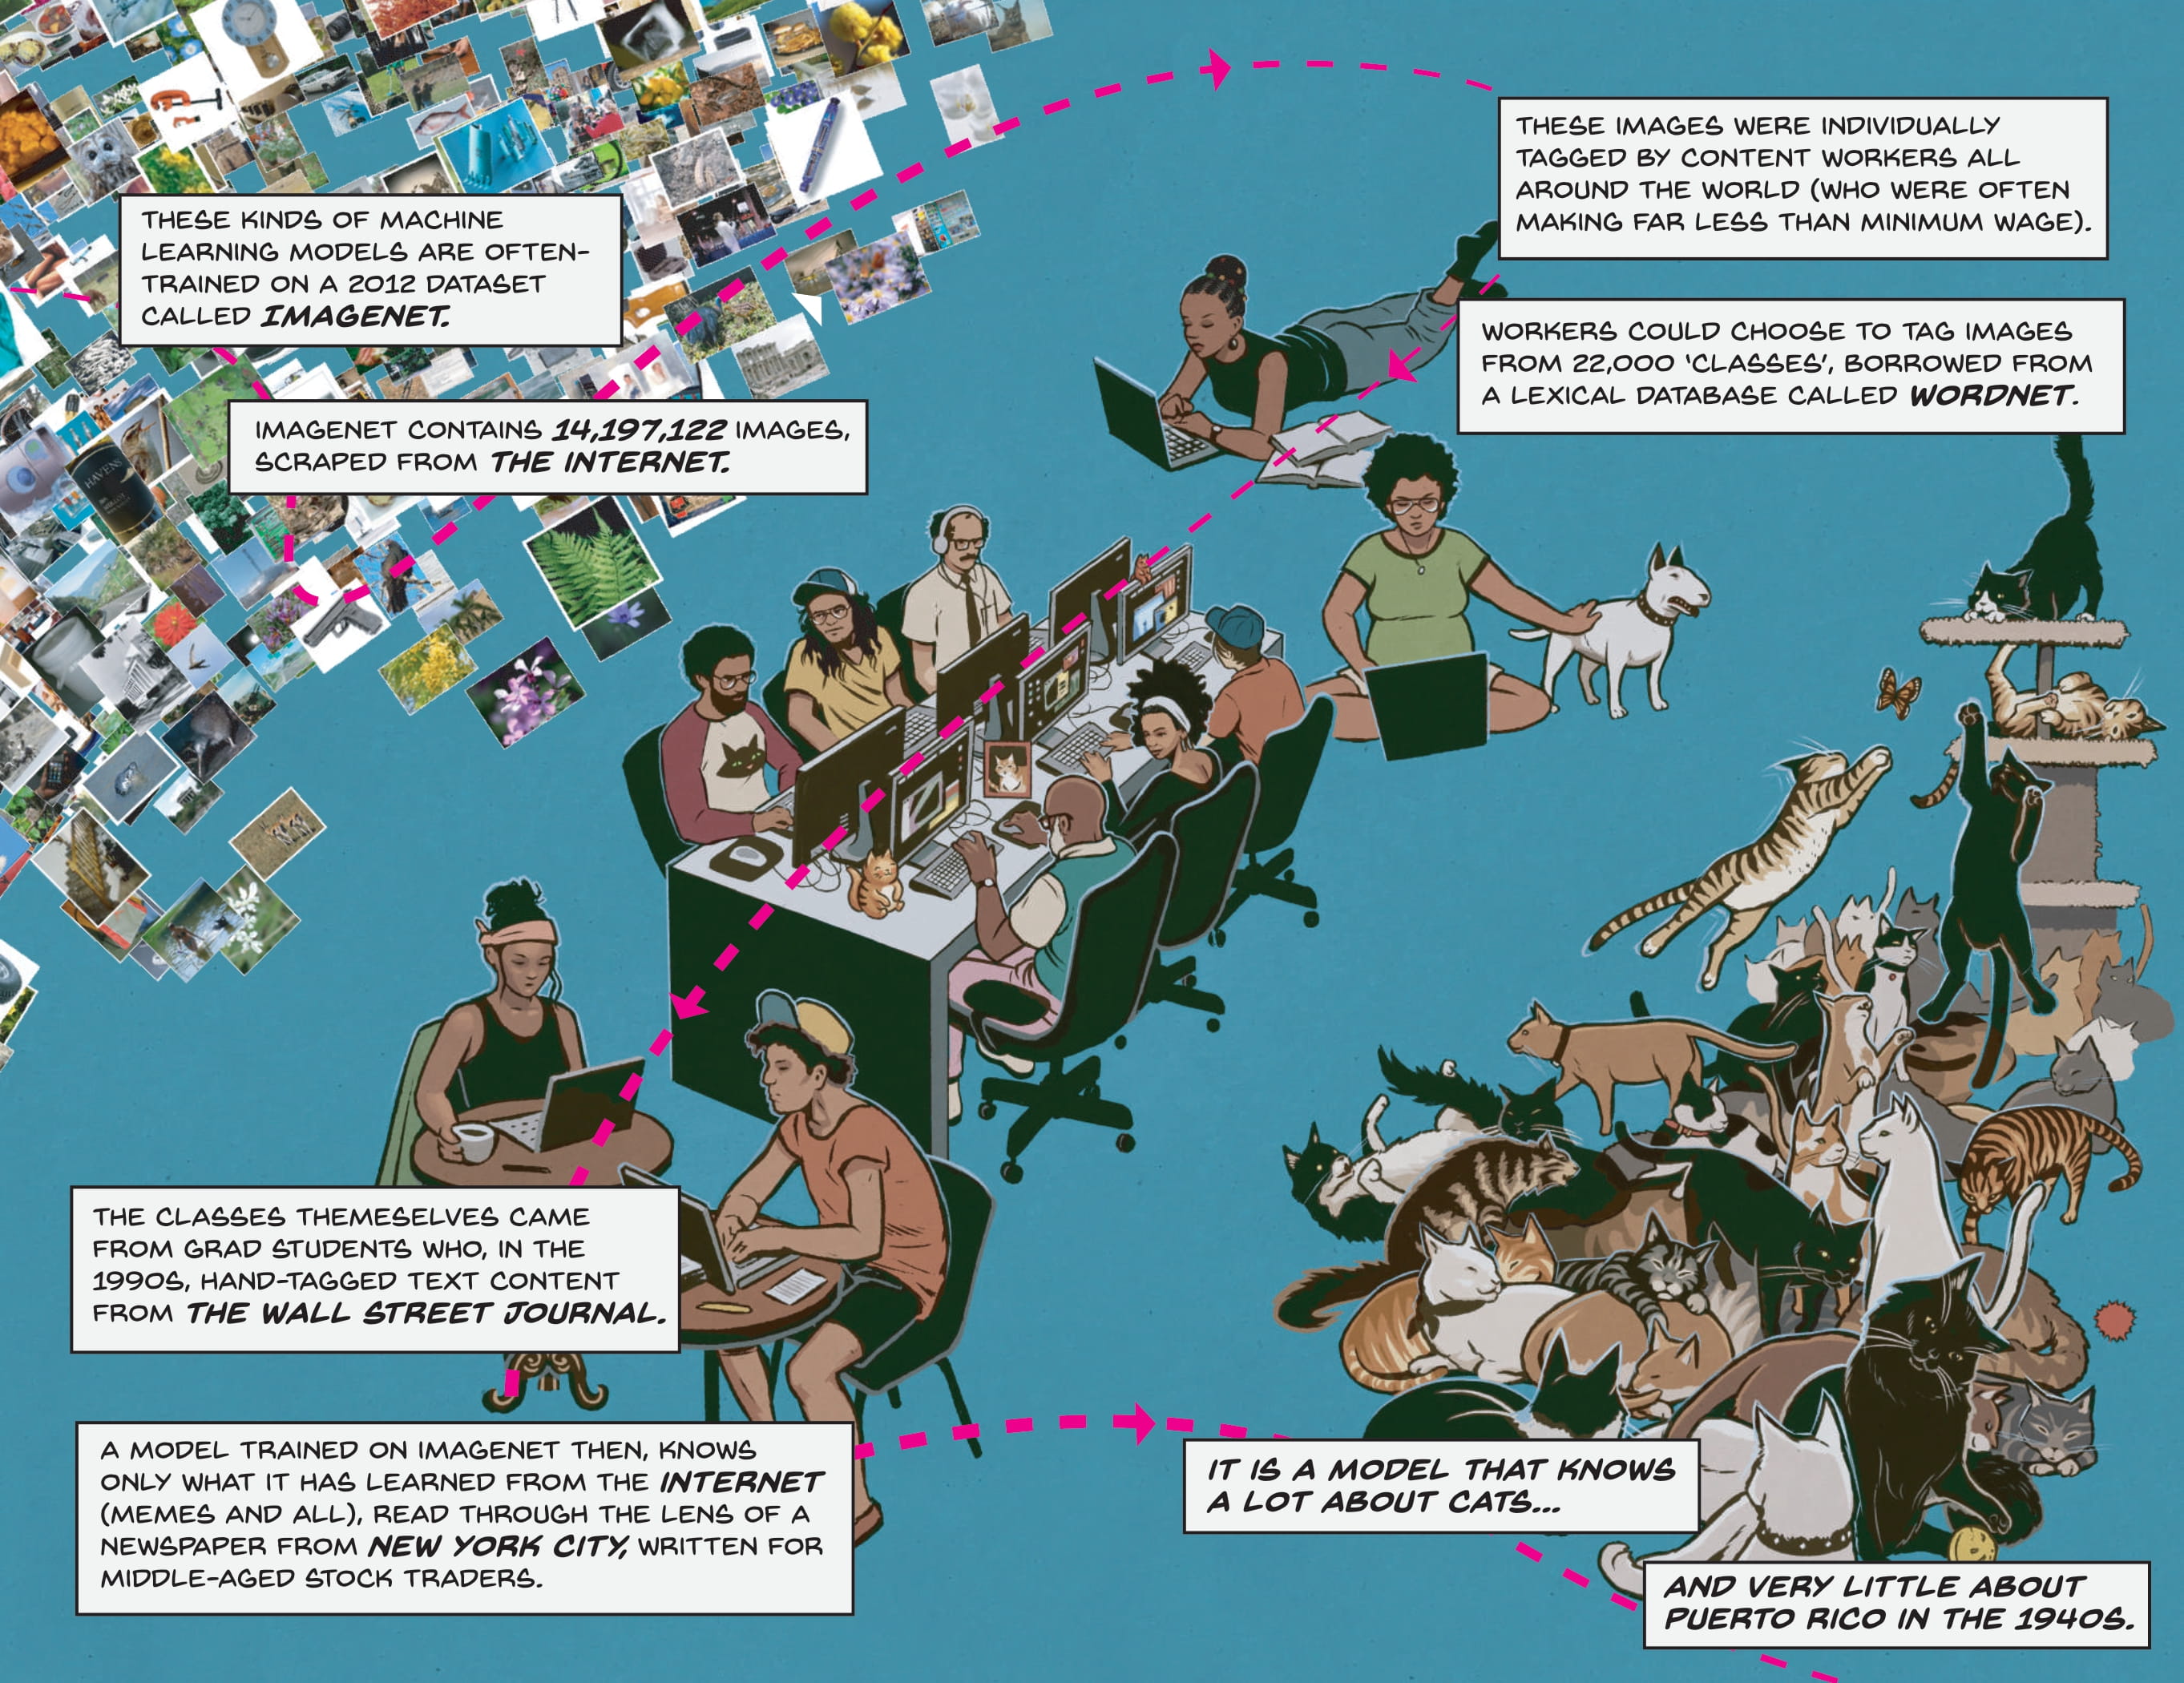 THESE KINDS OF MACHINE
LEARNING MODELS ARE OFTEN-
TRAINED ON A 2012 DATASET
CALLED IMAGENET.
IMAGENET CONTAINS 14,197,122 IMAGES,
SCRAPED FROM THE INTERNET.
THESE IMAGES WERE INDIVIDUALLY
TAGGED BY CONTENT WORKERS ALL
AROUND THE WORLD (WHO WERE OFTEN
MAKING FAR LESS THAN MINIMUM WAGE).
WORKERS COULD CHOOSE TO TAG IMAGES
FROM 22,000 'CLASSES', BORROWED FROM
A LEXICAL DATABASE CALLED WORDNET.
HAVENS
THE CLASSES THEMESELVES CAME
FROM GRAD STUDENTS WHO, IN THE
1990S, HAND-TAGGED TEXT CONTENT
FROM THE WALL STREET JOURNAL.
A MODEL TRAINED ON IMAGENET THEN, KNOWS
ONLY WHAT IT HAS LEARNED FROM THE INTERNET
(MEMES AND ALL), READ THROUGH THE LENS OF A
NEWSPAPER FROM NEW YORK CITY, WRITTEN FOR
MIDDLE-AGED STOCK TRADERS.
IT IS A MODEL THAT KNOWS
A LOT ABOUT CATS...
AND VERY LITTLE ABOUT
PUERTO RICO IN THE 1940S.